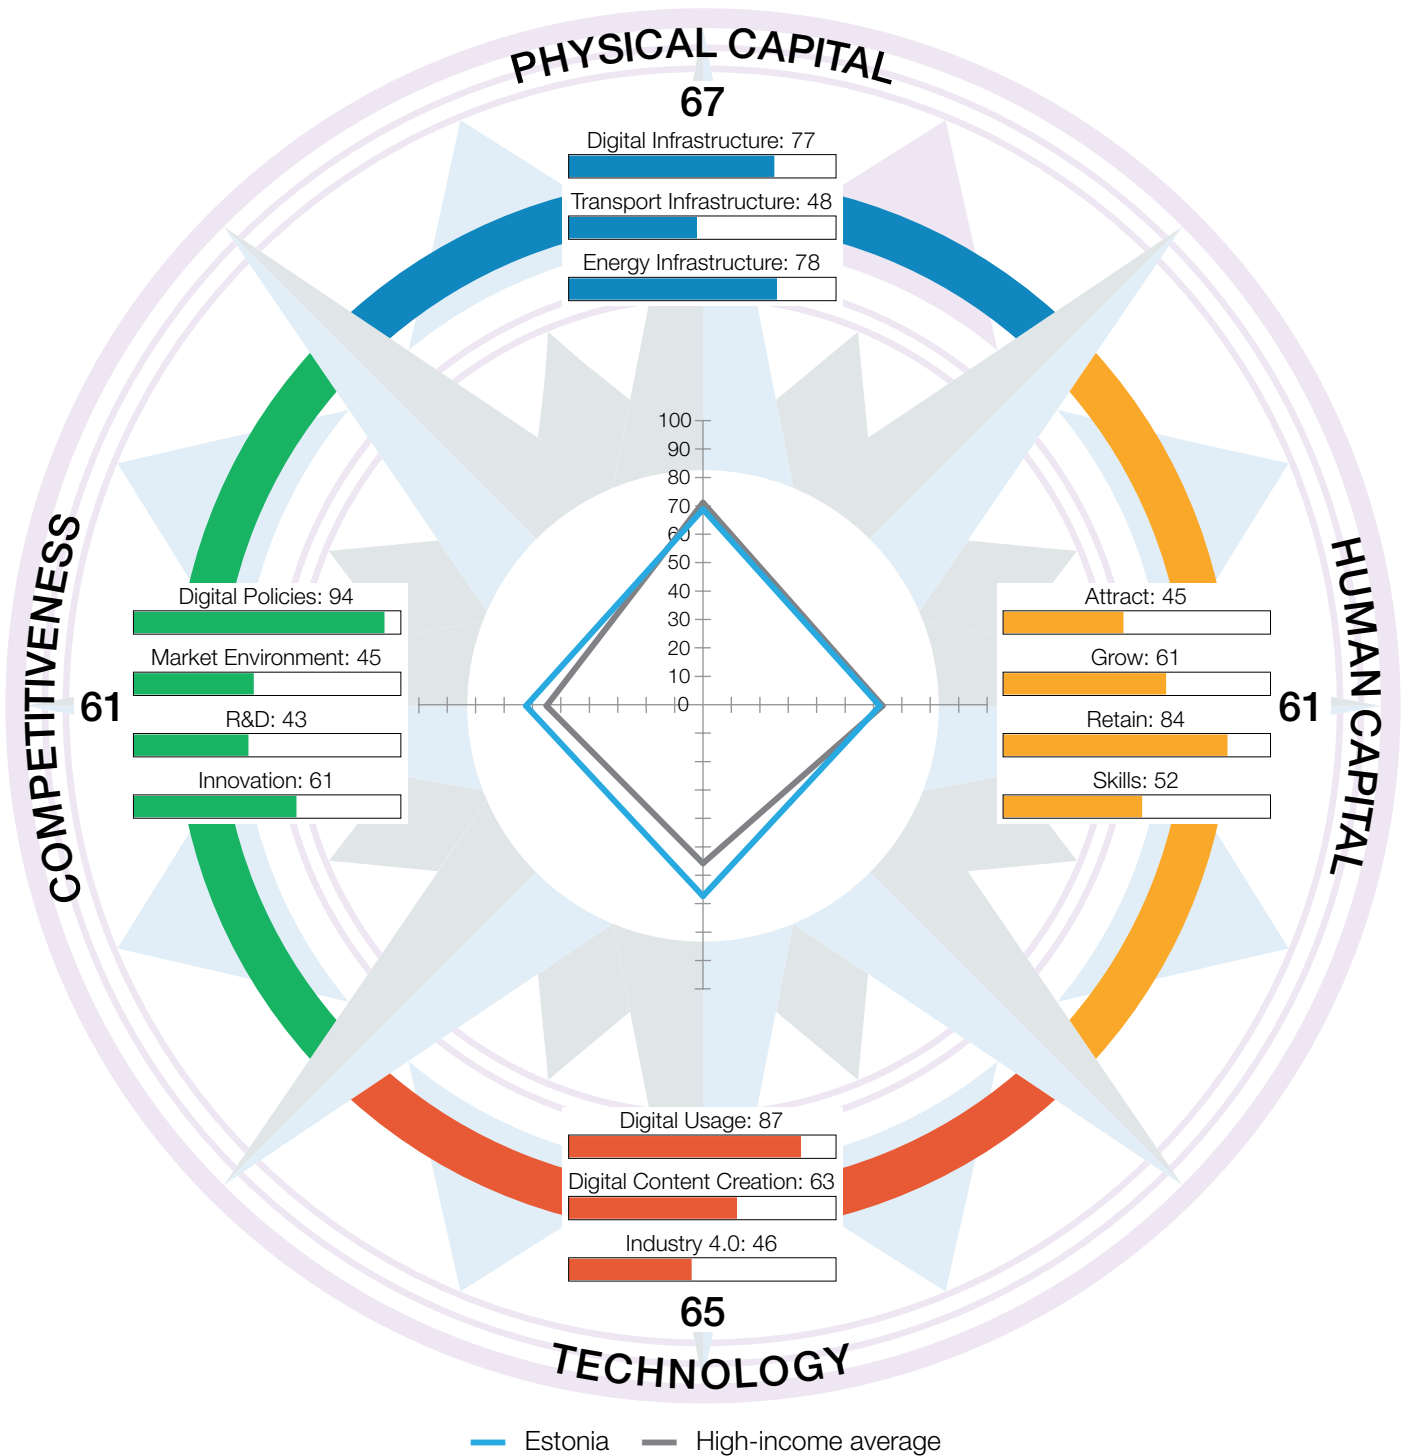 PHYSICAL CAPITAL
67
Digital Infrastructure: 77
Transport Infrastructure: 48
Energy Infrastructure: 78
100
90
80
70
60
50
40
30
20
10
0
COMPETITIVENESS
61
Digital Policies: 94
Market Environment: 45
R&D: 43
Innovation: 61
HUMAN CAPITAL
61
Attract: 45
Grow: 61
Retain: 84
Skills: 52
Digital Usage: 87
Digital Content Creation: 63
Industry 4.0: 46
65
TECHNOLOGY
Estonia
High-income average